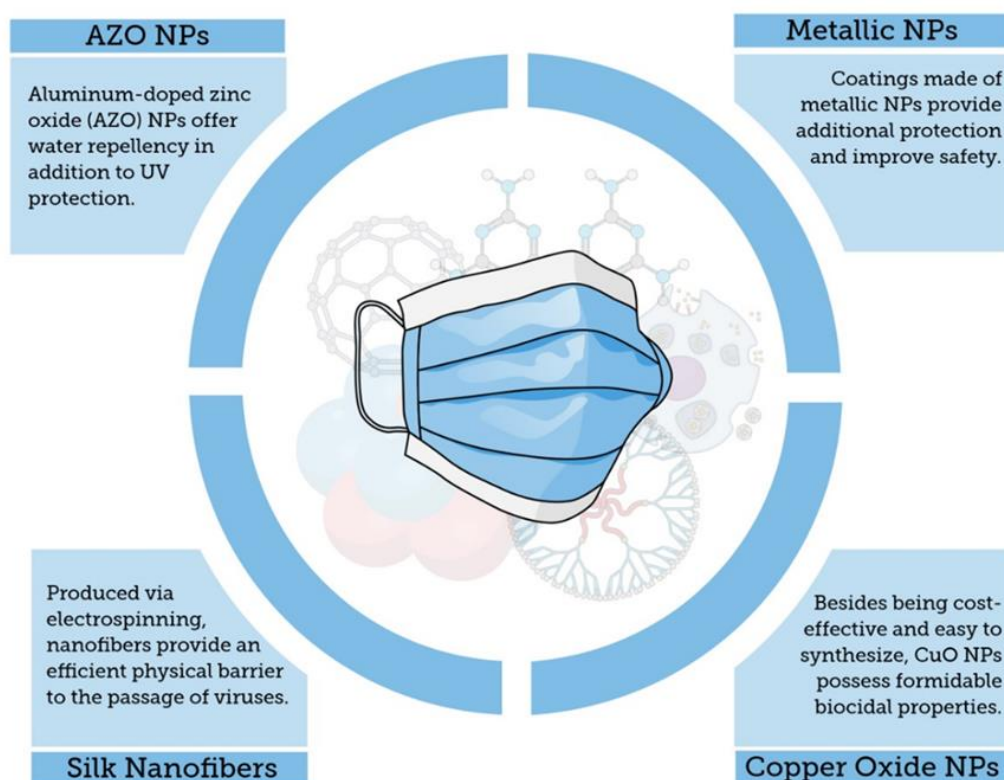 AZO NPs
Aluminum-doped zinc
oxide (AZO) NPs offer
water repellency in
addition to UV
protection.
Metallic NPs
Coatings made of
metallic NPs provide
additional protection
and improve safety.
Produced via
electrospinning,
nanofibers provide an
efficient physical barrier
to the passage of viruses.
Silk Nanofibers
Besides being cost-
effective and easy to
synthesize, CuO NPs
possess formidable
biocidal properties.
Copper Oxide NPs